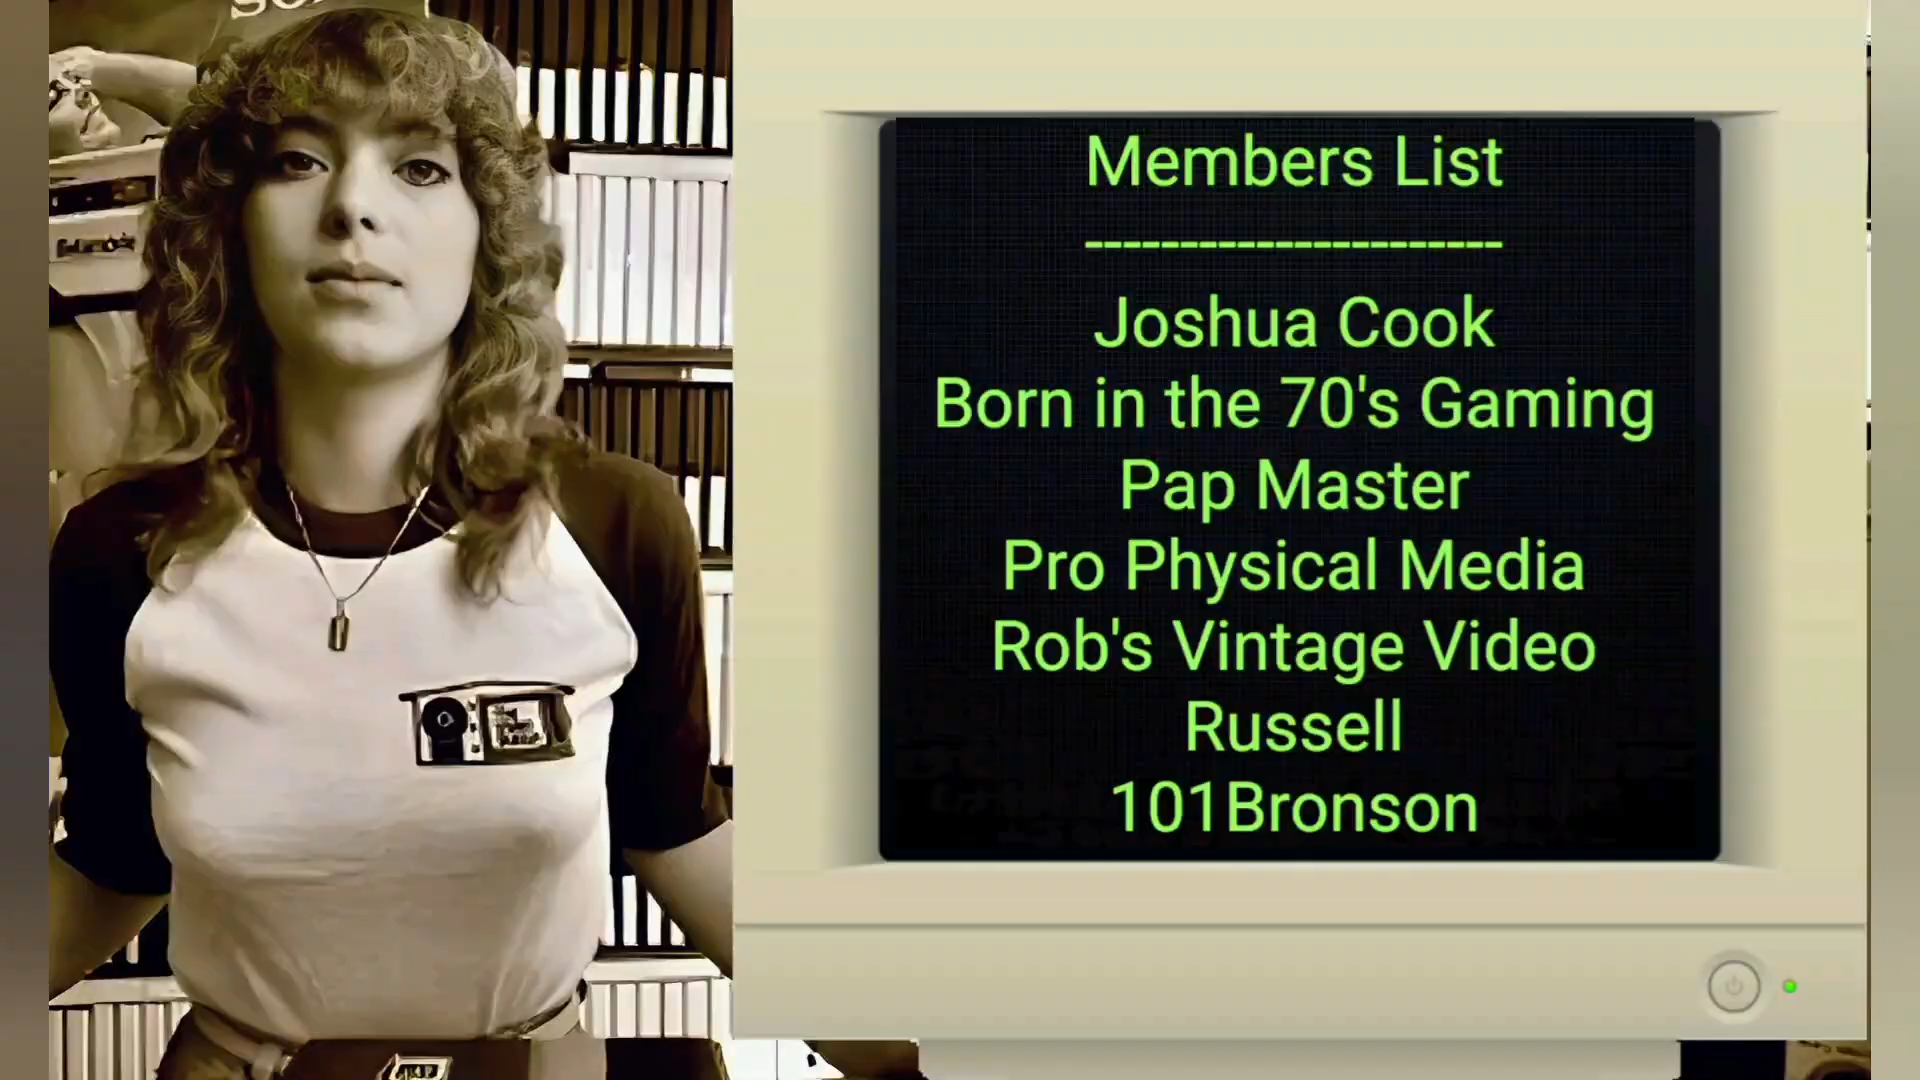 Members List
----------------------
Joshua Cook
Born in the 70's Gaming
Pap Master
Pro Physical Media
Rob's Vintage Video
Russell
101Bronson